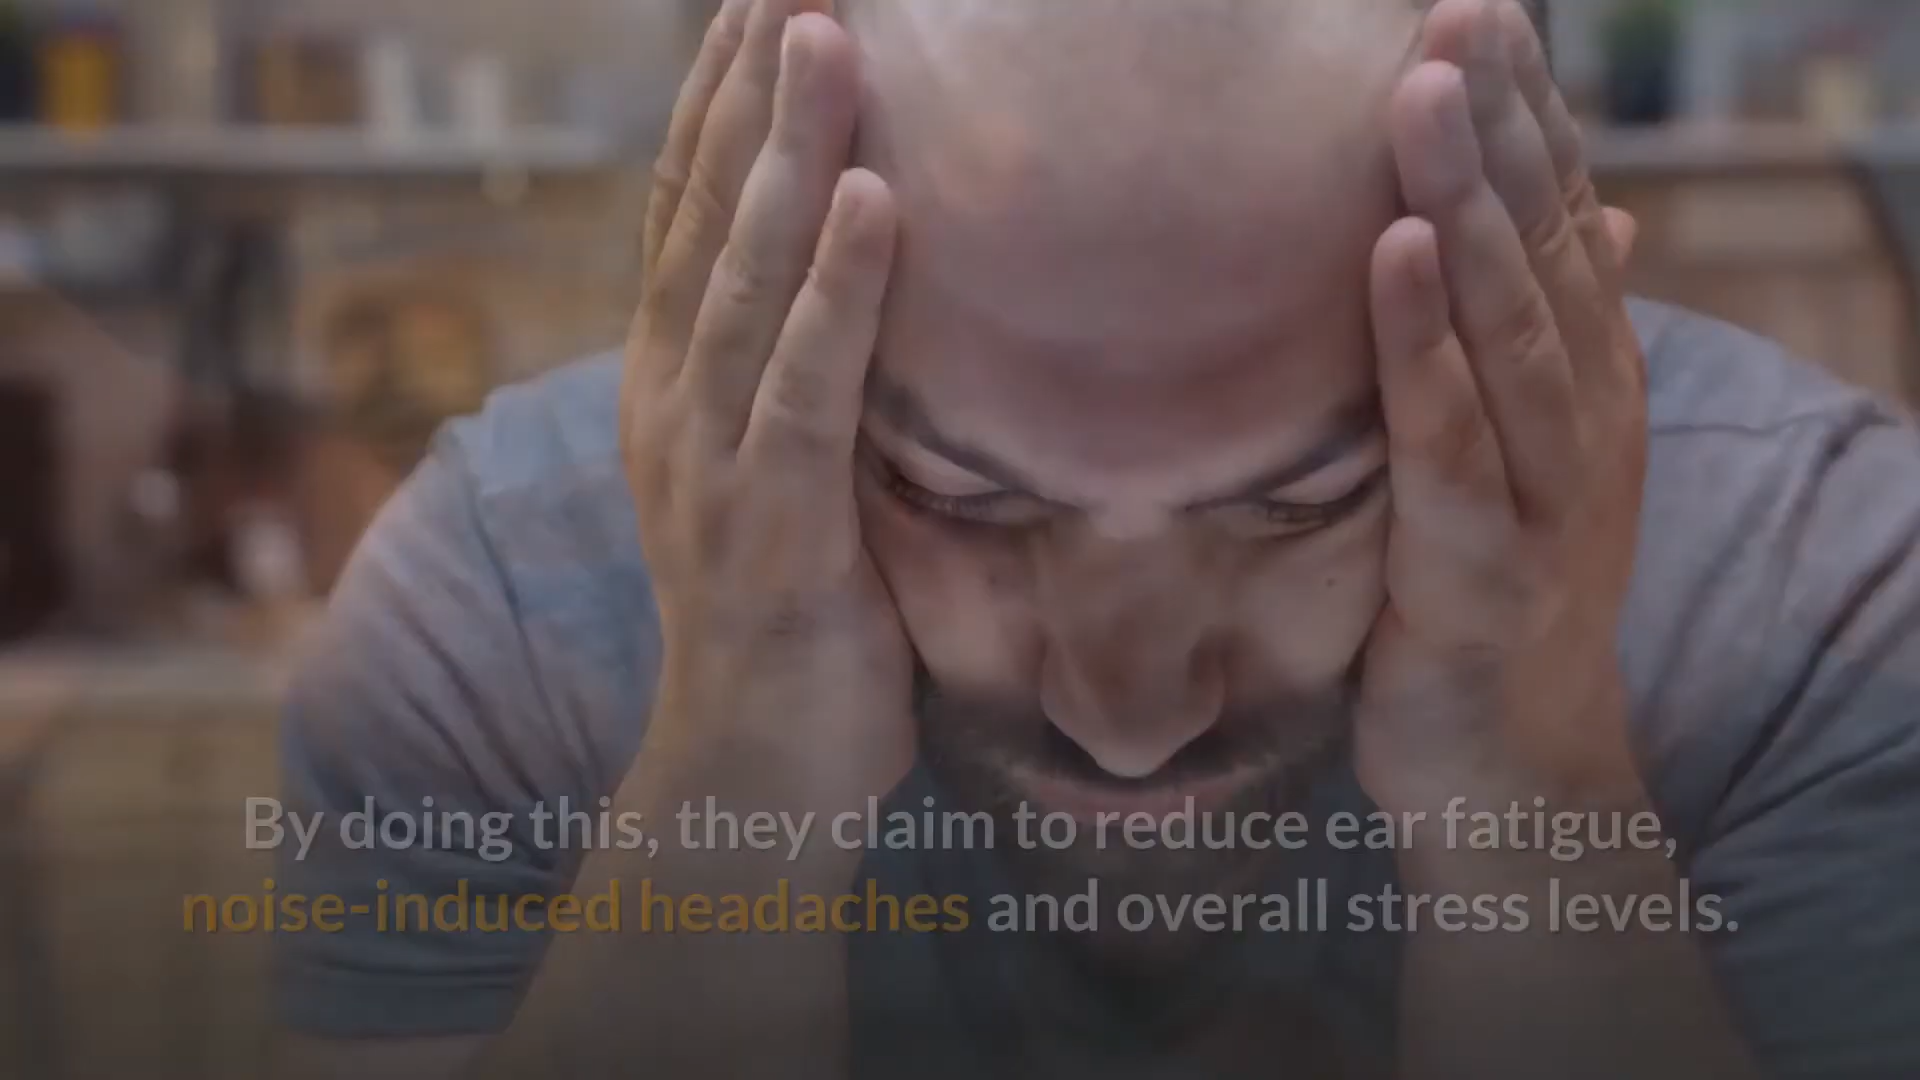 By doing this, they claim to reduce ear fatigue,
noise-induced headaches and overall stress levels.